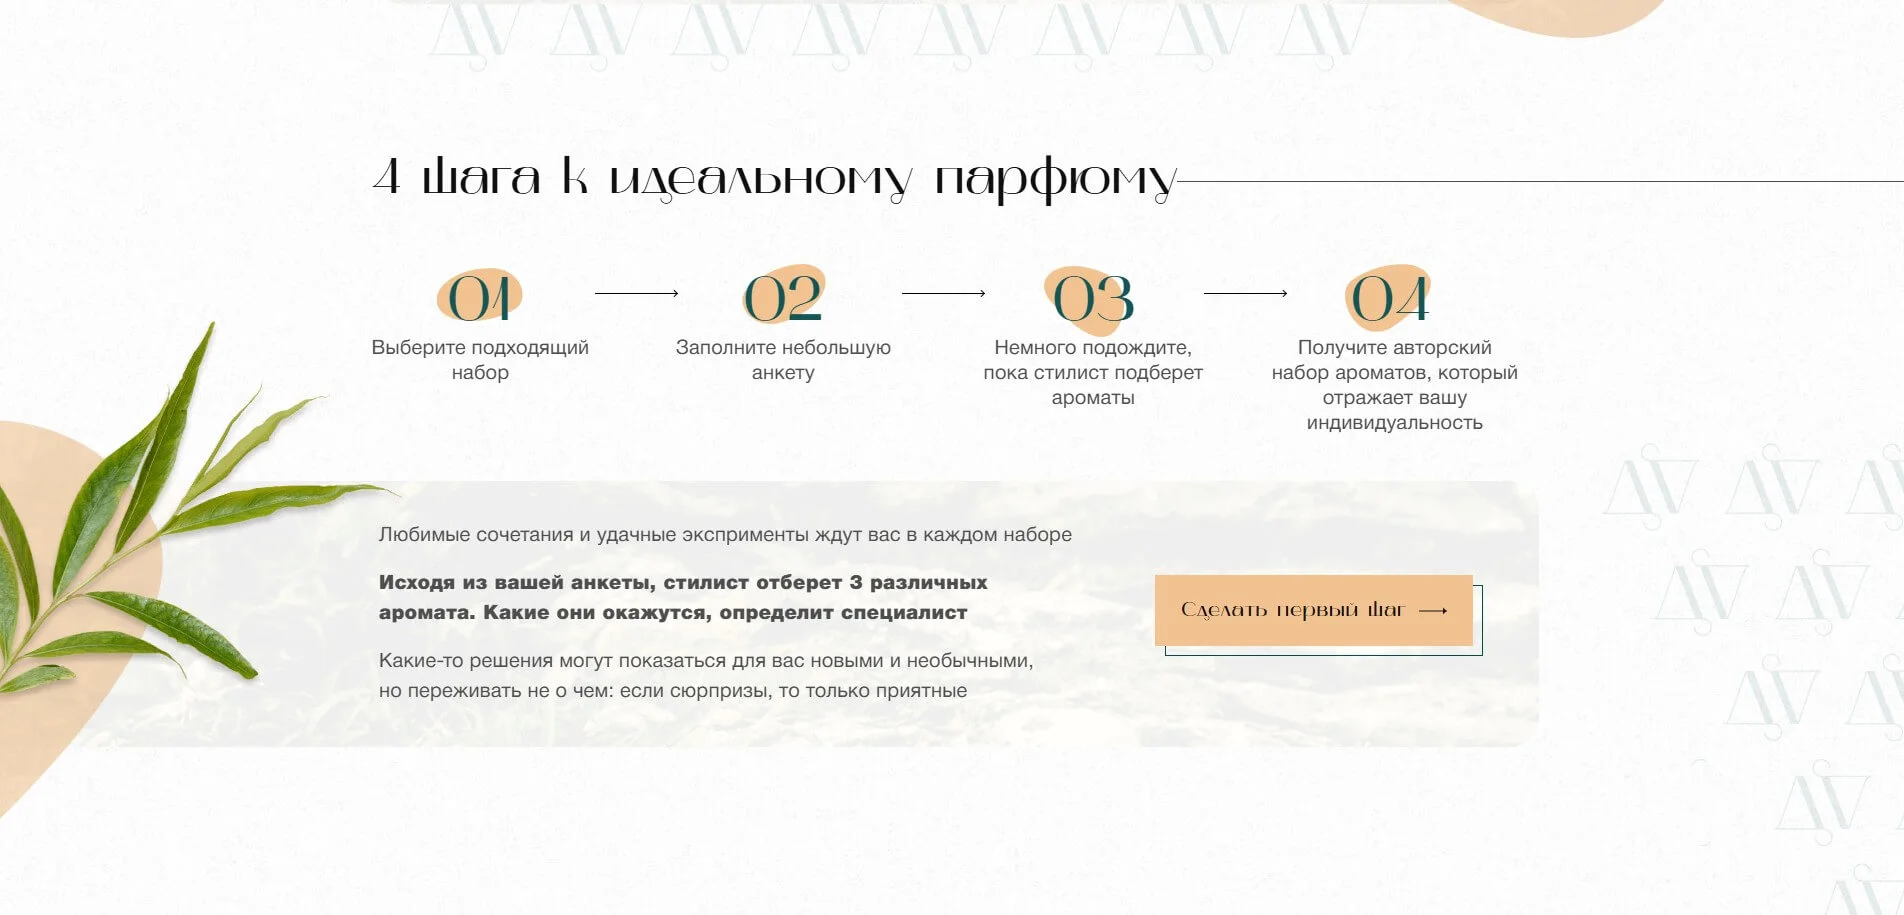 4 шага к идеальному парфюму
01
Выберите подходящий
набор
02
Заполните небольшую
анкету
03
Немного подождите,
пока стилист подберет
ароматы
04
Получите авторский
набор ароматов, который
отражает вашу
индивидуальность
Любимые сочетания и удачные эксприменты ждут вас в каждом наборе
Исходя из вашей анкеты, стилист отберет 3 различных
аромата. Какие они окажутся, определит специалист
Какие-то решения могут показаться для вас новыми и необычными,
но переживать не о чем: если сюрпризы, то только приятные
Сделать первый шаг